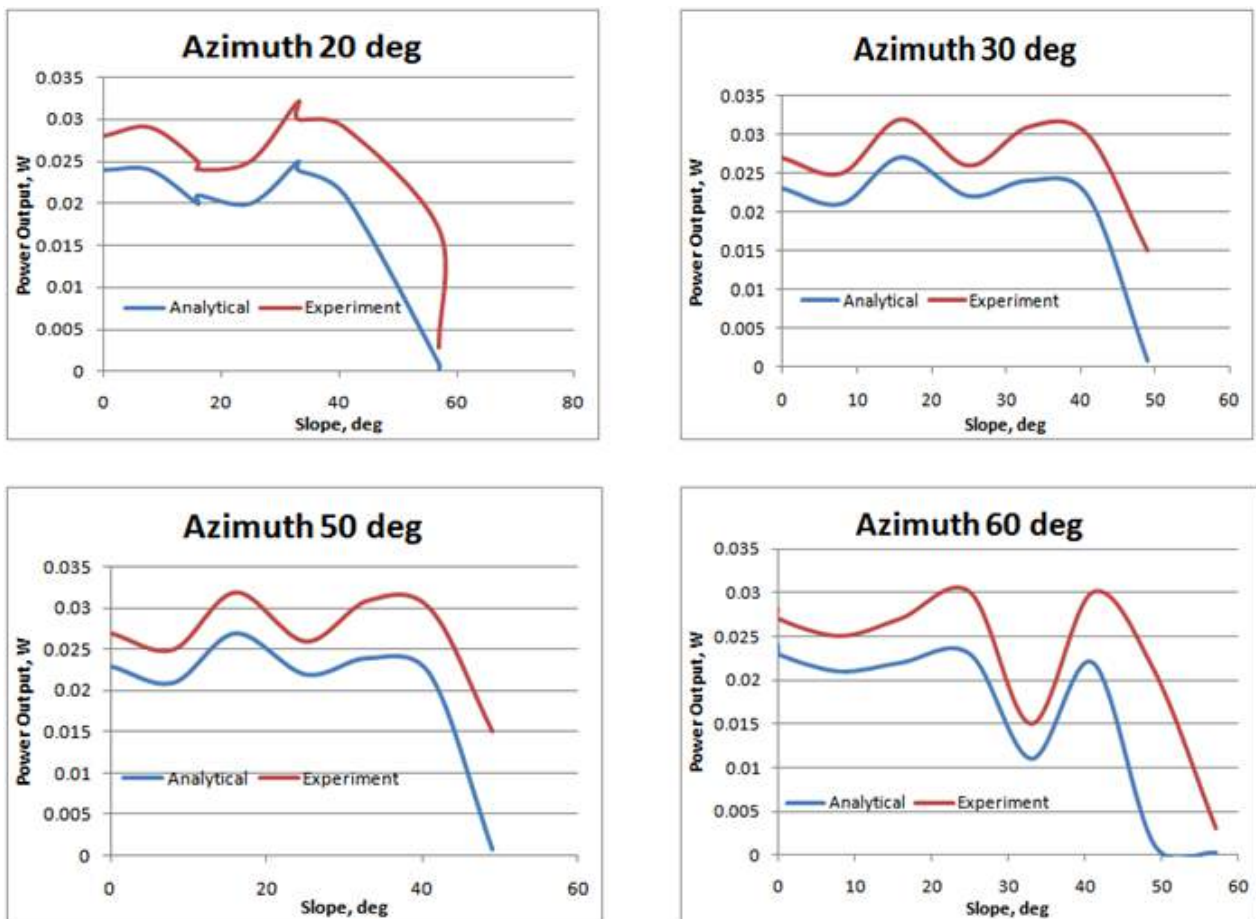 Azimuth 20 deg
0.035
0.03
0.025
0.02
0.015
0.01
0.005
0
Power Output, W
Analytical Experiment
0 20 40 60 80
Slope, deg
Azimuth 30 deg
0.035
0.03
0.025
0.02
0.015
0.01
0.005
0
Power Output, W
Analytical Experiment
0 10 20 30 40 50 60
Slope, deg
Azimuth 50 deg
0.035
0.03
0.025
0.02
0.015
0.01
0.005
0
Power Output, W
Analytical Experiment
0 20 40 60
Slope, deg
Azimuth 60 deg
0.035
0.03
0.025
0.02
0.015
0.01
0.005
0
Power Output, W
Analytical Experiment
0 10 20 30 40 50 60
Slope, deg